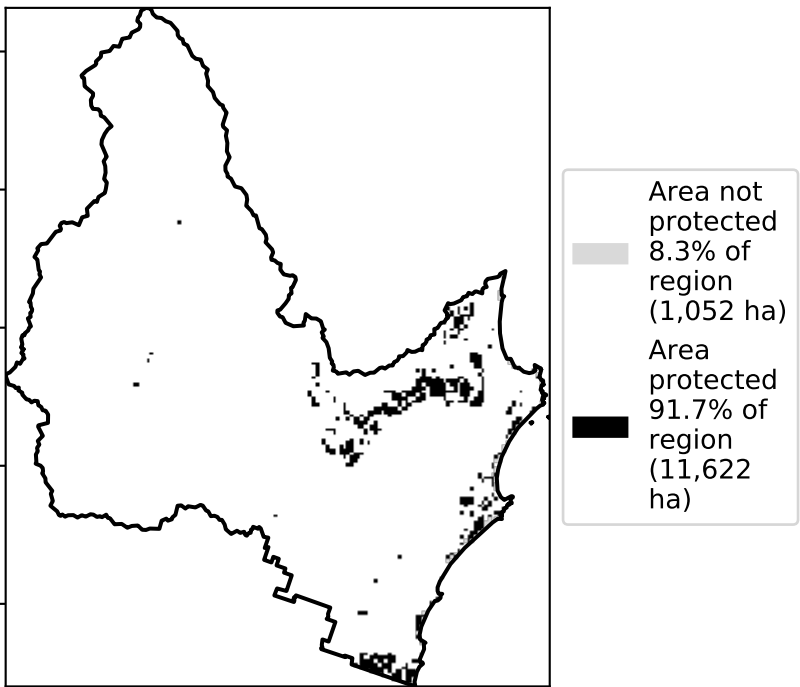 Area not
protected
8.3% of
region
(1,052 ha)
Area
protected
91.7% of
region
(11,622
ha)